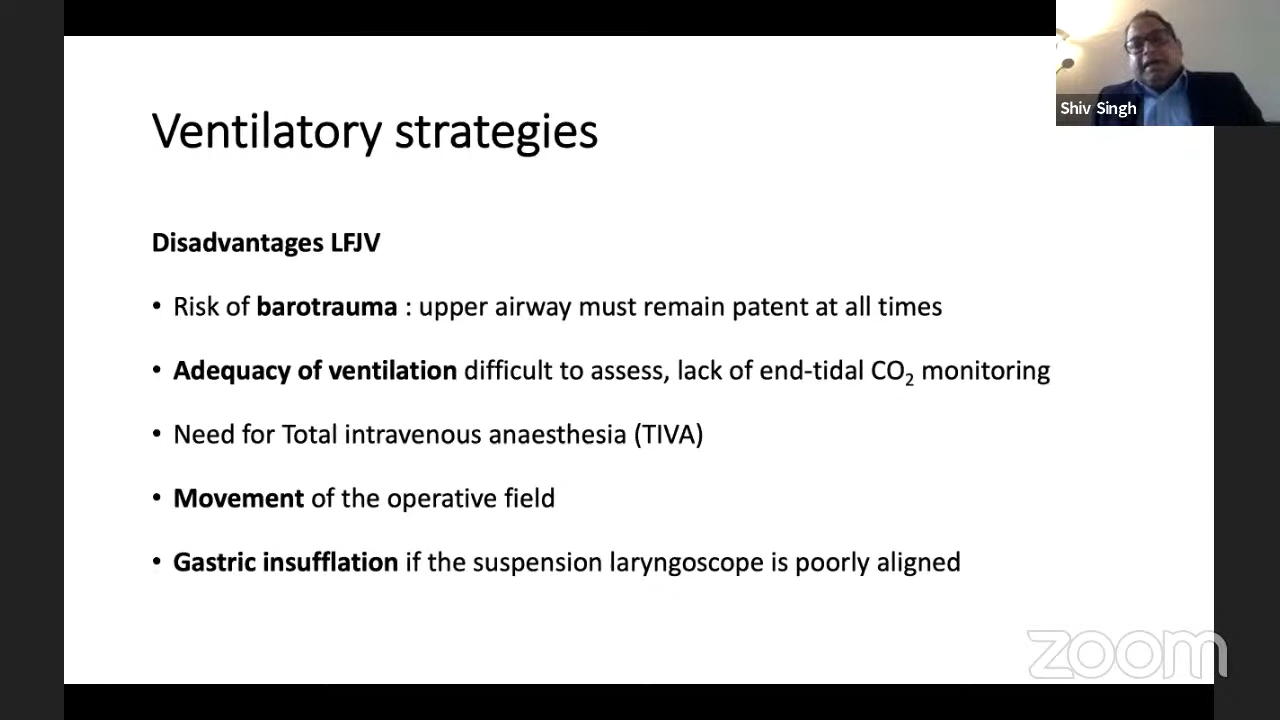 Shiv Singh
Ventilatory strategies
Disadvantages LFJV
• Risk of barotrauma : upper airway must remain patent at all times
• Adequacy of ventilation difficult to assess, lack of end-tidal CO₂ monitoring
• Need for Total intravenous anaesthesia (TIVA)
• Movement of the operative field
• Gastric insufflation if the suspension laryngoscope is poorly aligned
zoom